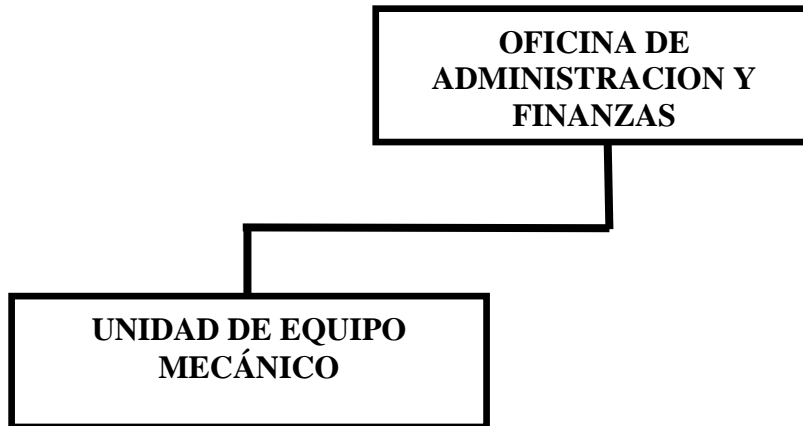 OFICINA DE
ADMINISTRACION Y
FINANZAS
UNIDAD DE EQUIPO
MECÁNICO